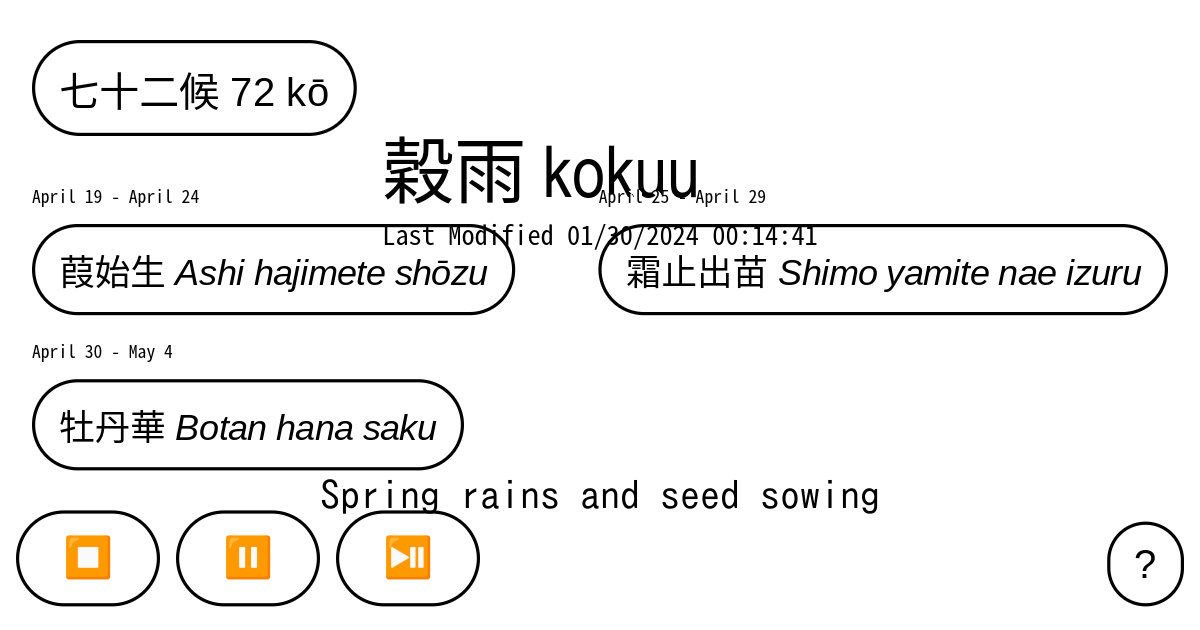 七十二候 72 kō
穀雨 kokuu
April 19 - April 24
April 25 - April 29
Last Modified 01/30/2024 00:14:41
葭始生 Ashi hajimete shōzu
霜止出苗 Shimo yamite nae izuru
April 30 - May 4
牡丹華 Botan hana saku
Spring rains and seed sowing
?